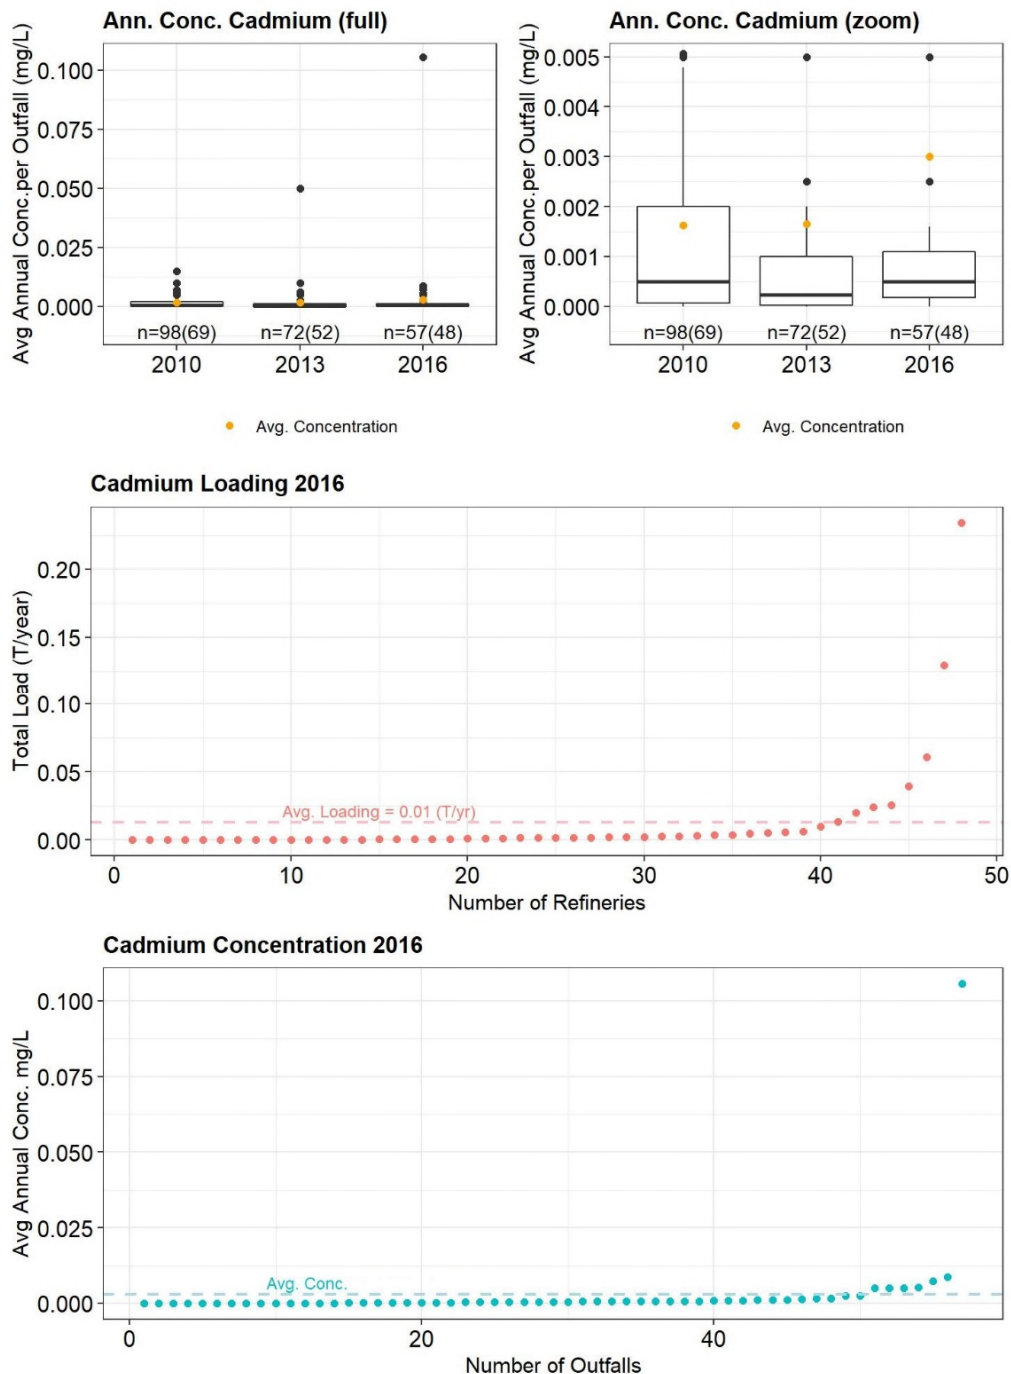 Ann. Conc. Cadmium (full)
Avg Annual Conc.per Outfall (mg/L)
0.100
0.075
0.050
0.025
0.000
n=98(69) n=72(52) n=57(48)
2010 2013 2016
Avg. Concentration
Ann. Conc. Cadmium (zoom)
Avg Annual Conc.per Outfall (mg/L)
0.005
0.004
0.003
0.002
0.001
0.000
n=98(69) n=72(52) n=57(48)
2010 2013 2016
Avg. Concentration
Cadmium Loading 2016
Total Load (T/year)
0.20
0.15
0.10
0.05
0.00
Avg. Loading = 0.01 (T/yr)
0 10 20 30 40 50
Number of Refineries
Cadmium Concentration 2016
Avg Annual Conc. mg/L
0.100
0.075
0.050
0.025
0.000
Avg. Conc.
0 20 40
Number of Outfalls